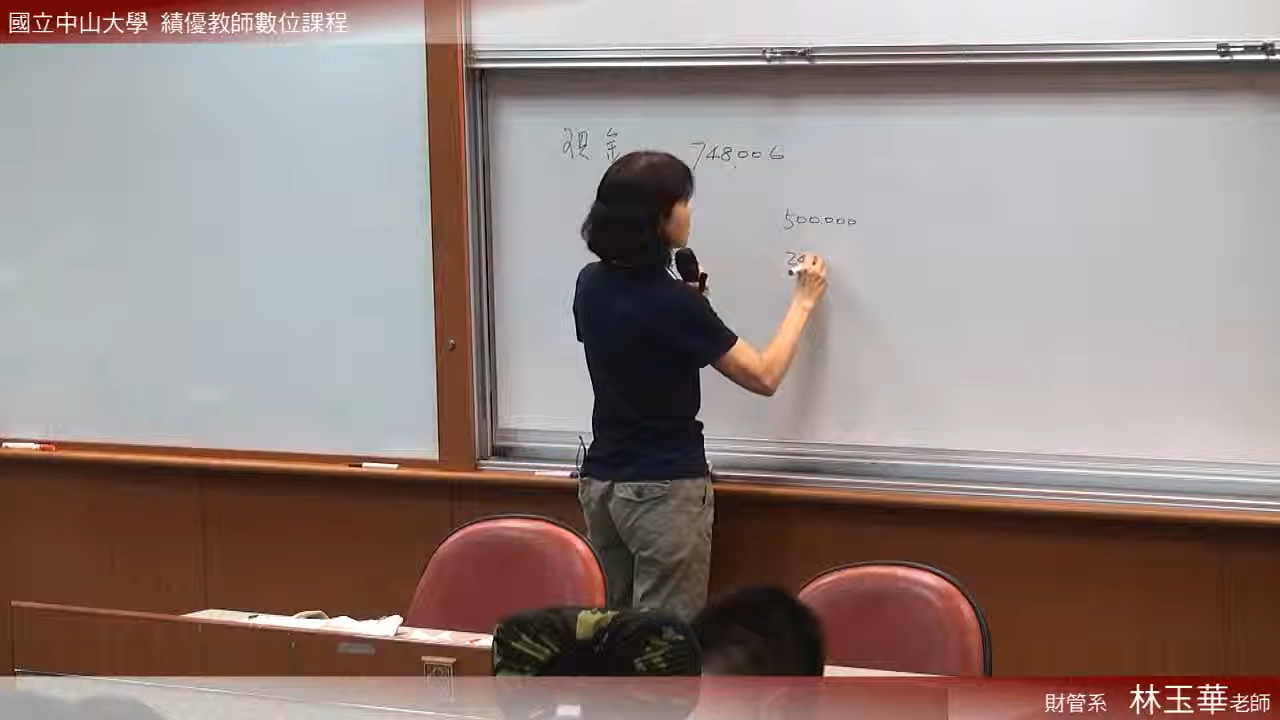 國立中山大學 績優教師數位課程
現金 748,006
500,000
24
財管系 林玉華老師